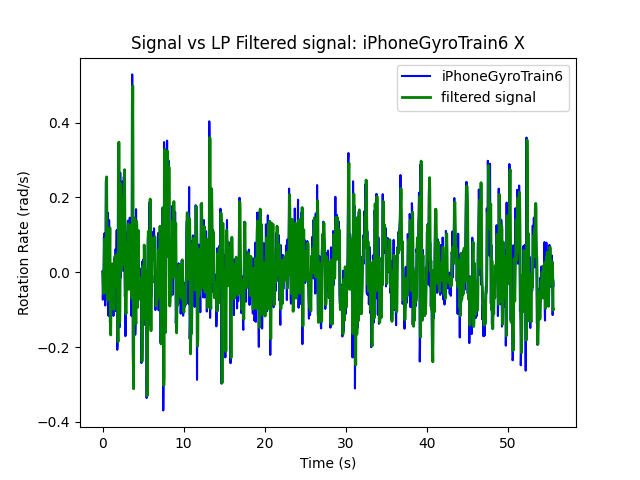 Signal vs LP Filtered signal: iPhoneGyroTrain6 X
iPhoneGyroTrain6
filtered signal
Rotation Rate (rad/s)
0.4
0.2
0.0
−0.2
−0.4
0 10 20 30 40 50
Time (s)